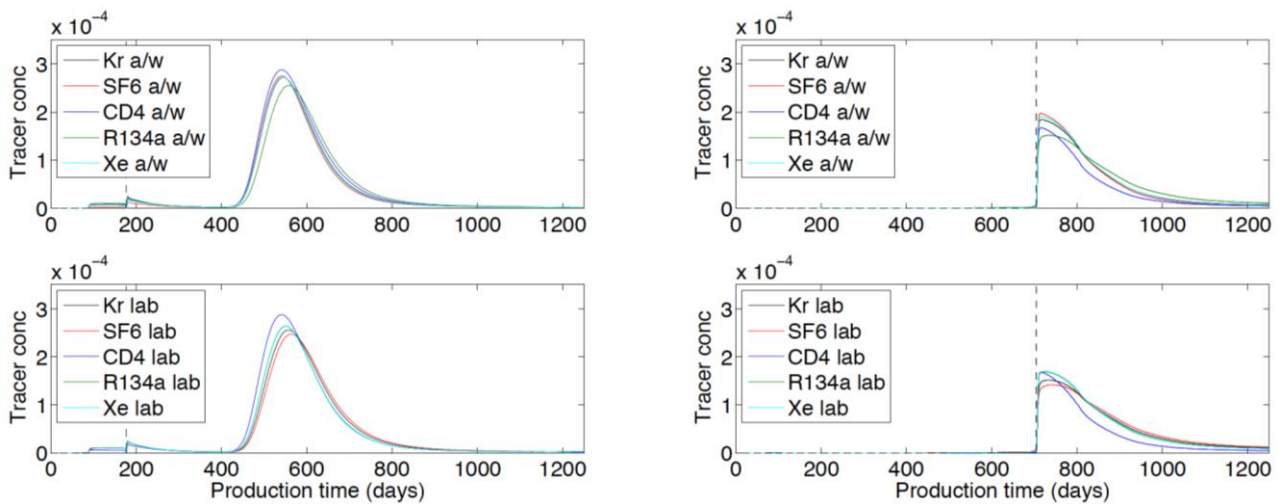 x 10⁻⁴
Tracer conc
3
2
1
0
Kr a/w
SF6 a/w
CD4 a/w
R134a a/w
Xe a/w
0 200 400 600 800 1000 1200
x 10⁻⁴
Tracer conc
3
2
1
0
Kr a/w
SF6 a/w
CD4 a/w
R134a a/w
Xe a/w
0 200 400 600 800 1000 1200
x 10⁻⁴
Tracer conc
3
2
1
0
Kr lab
SF6 lab
CD4 lab
R134a lab
Xe lab
0 200 400 600 800 1000 1200
Production time (days)
x 10⁻⁴
Tracer conc
3
2
1
0
Kr lab
SF6 lab
CD4 lab
R134a lab
Xe lab
0 200 400 600 800 1000 1200
Production time (days)